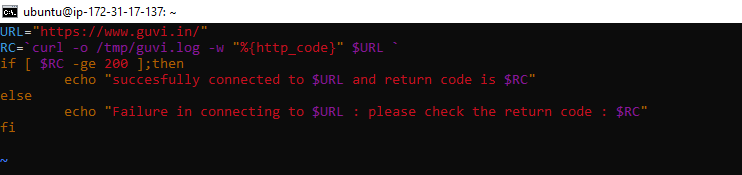 ubuntu@ip-172-31-17-137: ~
URL="https://www.guvi.in/"
RC=`curl -o /tmp/guvi.log -w "%{http_code}" $URL `
if [ $RC -ge 200 ];then
        echo "succesfully connected to $URL and return code is $RC"
else
        echo "Failure in connecting to $URL : please check the return code : $RC"
fi
~